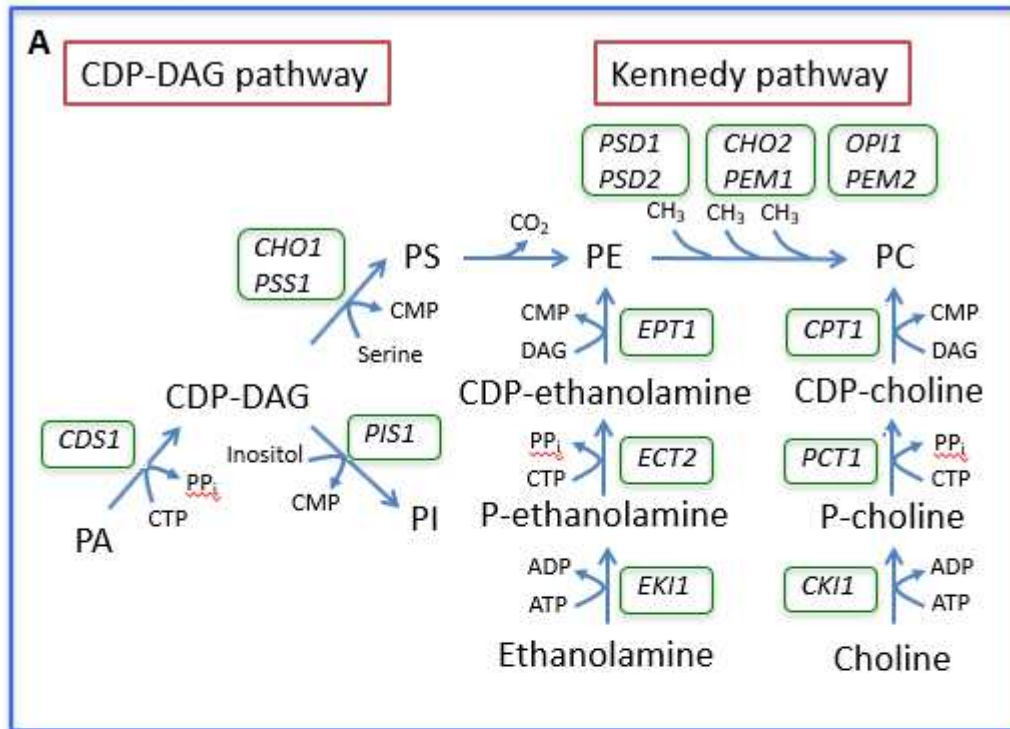 A
CDP-DAG pathway
Kennedy pathway
PSD1
PSD2
CHO2
PEM1
OPI1
PEM2
CH3
CH3
CH3
CO2
CHO1
PSS1
PS
PE
PC
CMP
Serine
CMP
DAG
EPT1
CPT1
CMP
DAG
CDP-DAG
CDP-ethanolamine
CDP-choline
CDS1
PPi
CTP
PA
Inositol
CMP
PIS1
PI
PPi
CTP
ECT2
PCT1
PPi
CTP
P-ethanolamine
P-choline
ADP
ATP
EKI1
CKI1
ADP
ATP
Ethanolamine
Choline